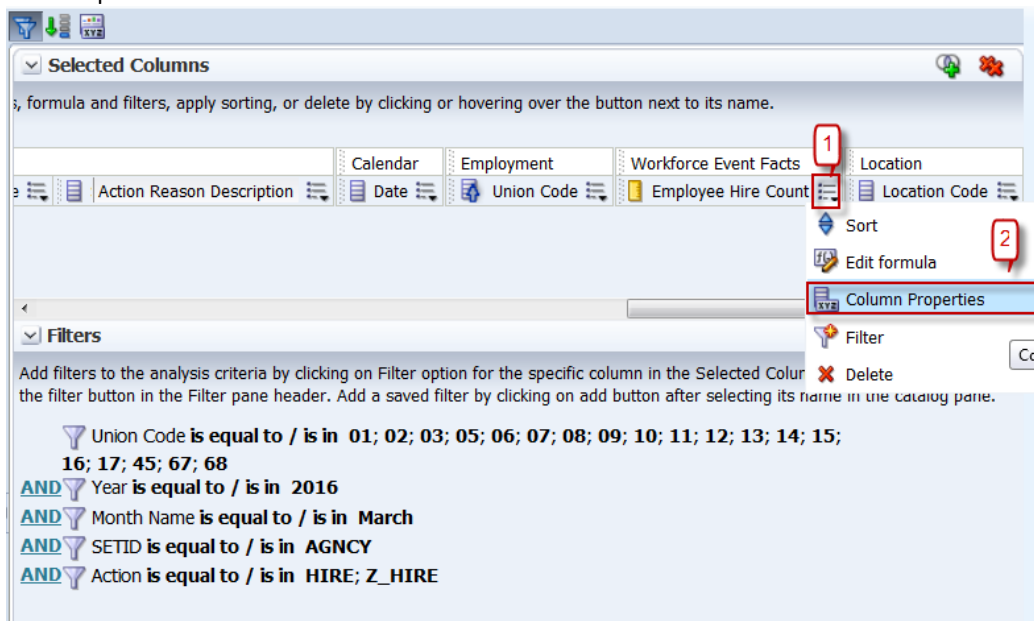 XYZ
Selected Columns
s, formula and filters, apply sorting, or delete by clicking or hovering over the button next to its name.
1
Calendar Employment Workforce Event Facts Location
e Action Reason Description Date Union Code Employee Hire Count Location Code
Sort
2
Edit formula
XYZ Column Properties
Filter
Co
Delete
Filters
Add filters to the analysis criteria by clicking on Filter option for the specific column in the Selected Colum
the filter button in the Filter pane header. Add a saved filter by clicking on add button after selecting its name in the catalog pane.
Union Code is equal to / is in 01; 02; 03; 05; 06; 07; 08; 09; 10; 11; 12; 13; 14; 15;
16; 17; 45; 67; 68
AND Year is equal to / is in 2016
AND Month Name is equal to / is in March
AND SETID is equal to / is in AGNCY
AND Action is equal to / is in HIRE; Z_HIRE